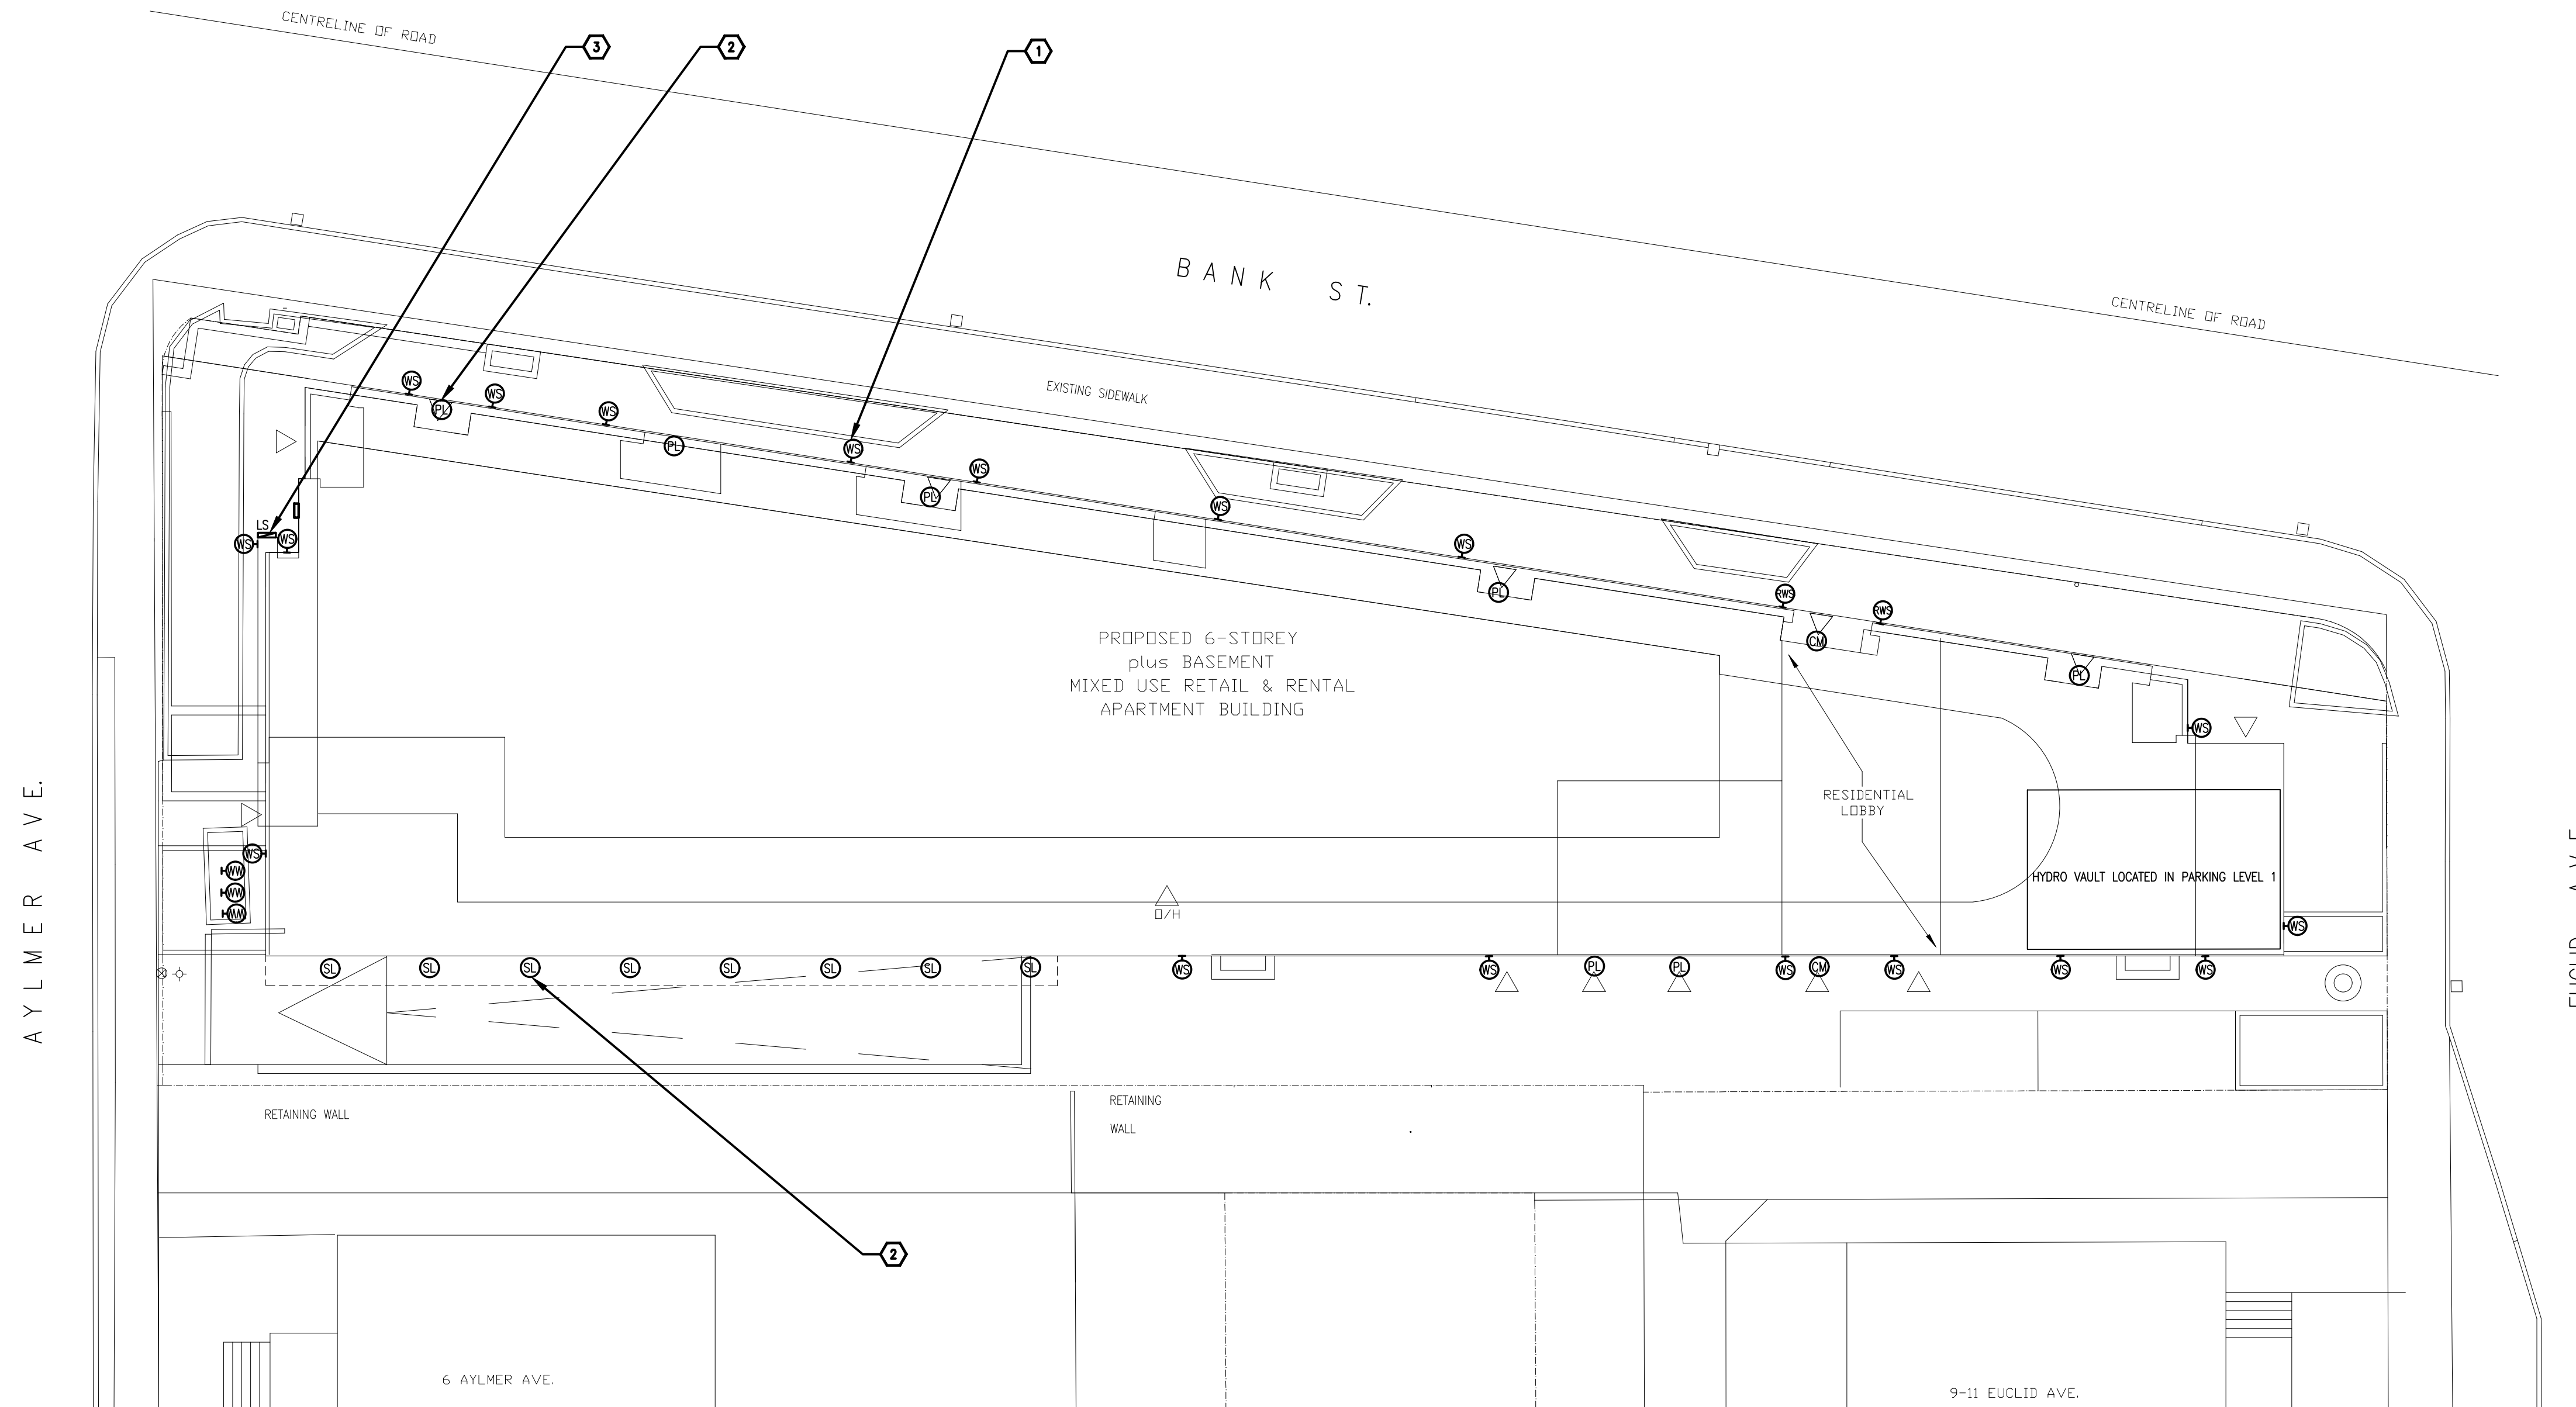 CENTRELINE OF ROAD
3
2
1
BANK ST.
CENTRELINE OF ROAD
EXISTING SIDEWALK
WS
PL
WS
WS
PL
WS
PL
WS
WS
WS
PL
RWS
CM
RWS
PL
WS
LS
WS
WS
PROPOSED 6-STOREY
plus BASEMENT
MIXED USE RETAIL & RENTAL
APARTMENT BUILDING
RESIDENTIAL
LOBBY
AYLMER AVE.
HYDRO VAULT LOCATED IN PARKING LEVEL 1
WS
WW
WW
WW
O/H
WS
SL
SL
SL
SL
SL
SL
SL
SL
WS
WS
PL
PL
WS
CM
WS
WS
WS
RETAINING WALL
RETAINING
WALL
2
6 AYLMER AVE.
9-11 EUCLID AVE.